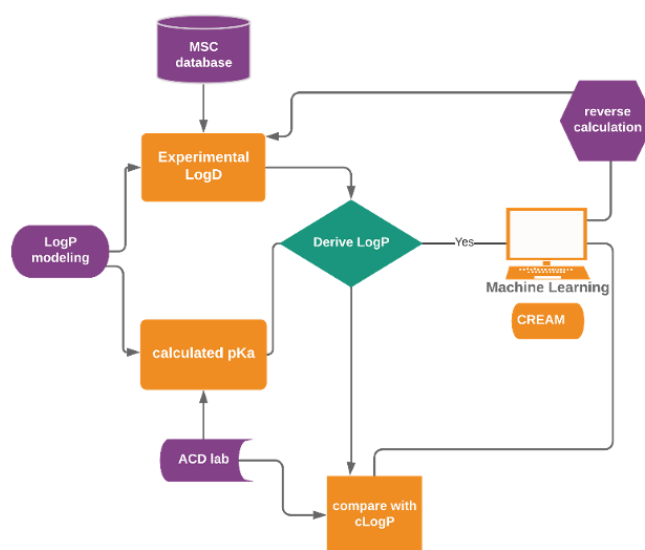 MSC
database
reverse
calculation
Experimental
LogD
LogP
modeling
Derive LogP
Yes
Machine Learning
CREAM
calculated pKa
ACD lab
compare with
cLogP